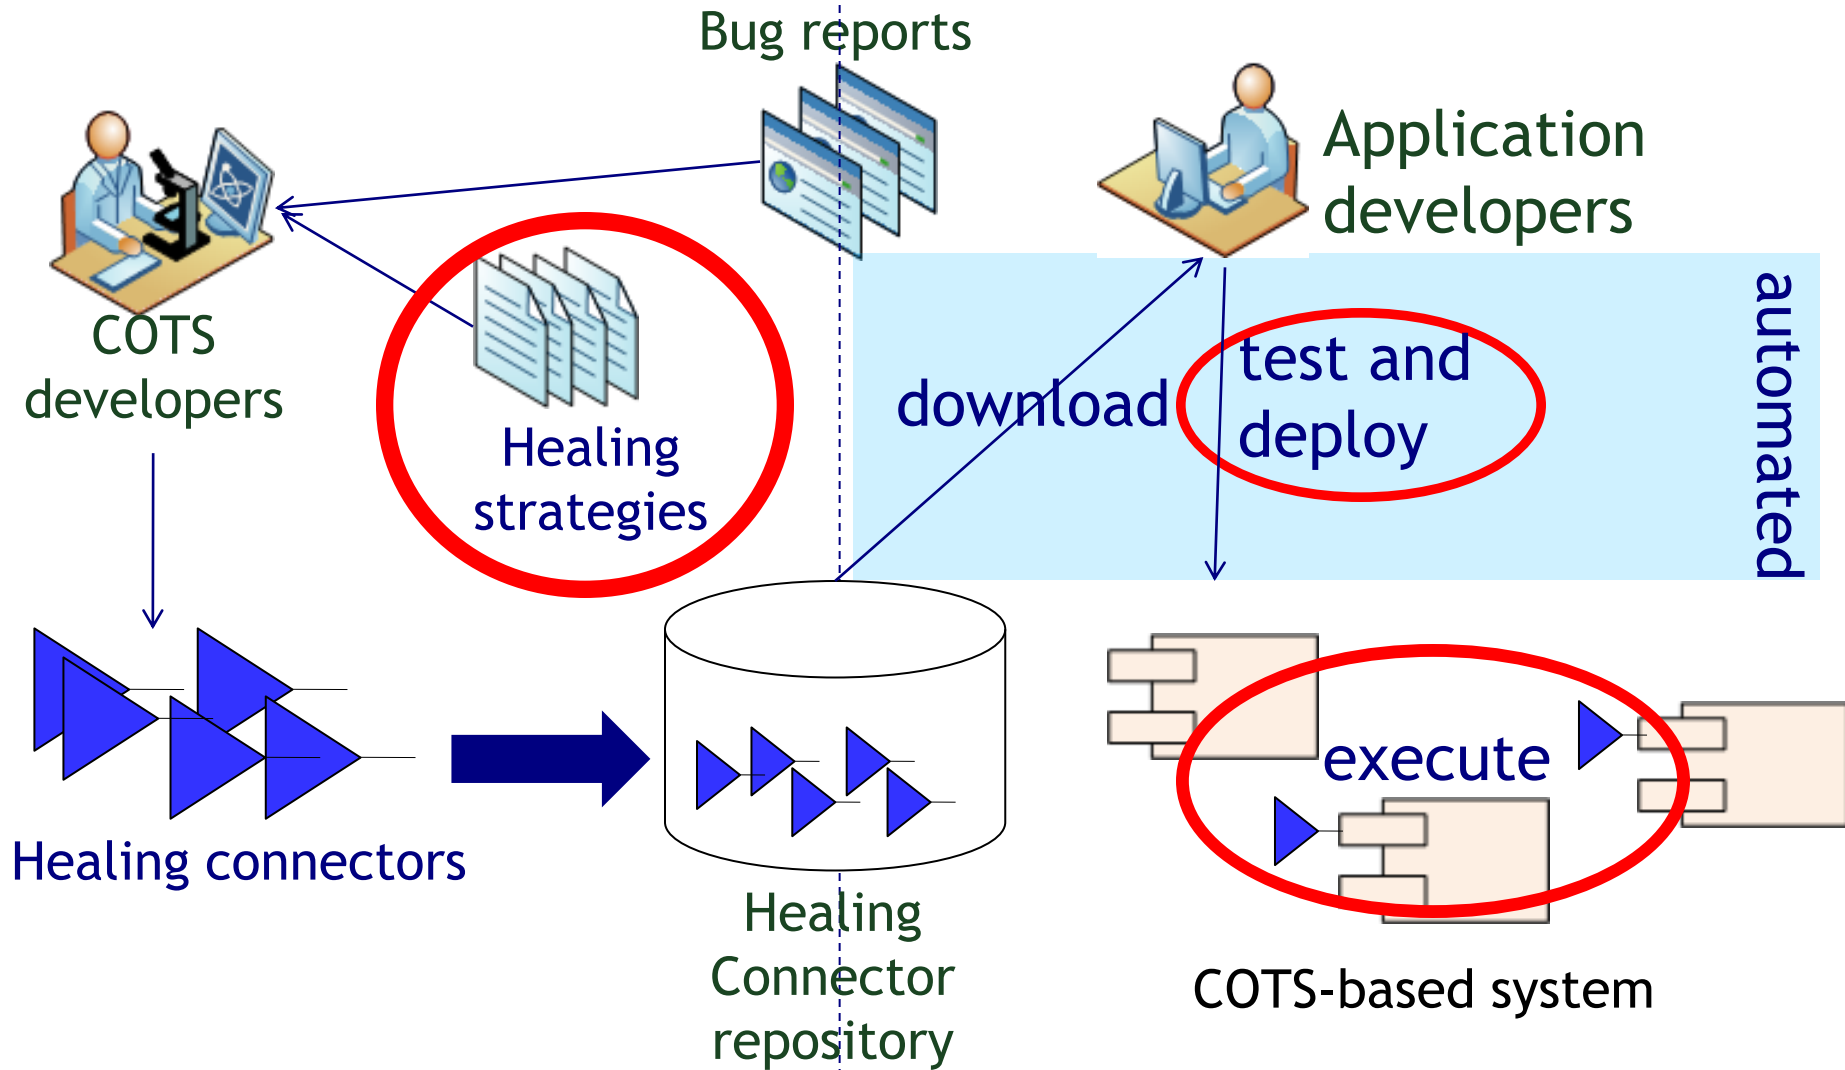 Bug reports
Application
developers
COTS
developers
Healing
strategies
download
test and
deploy
automated
Healing connectors
execute
Healing
Connector
repository
COTS-based system